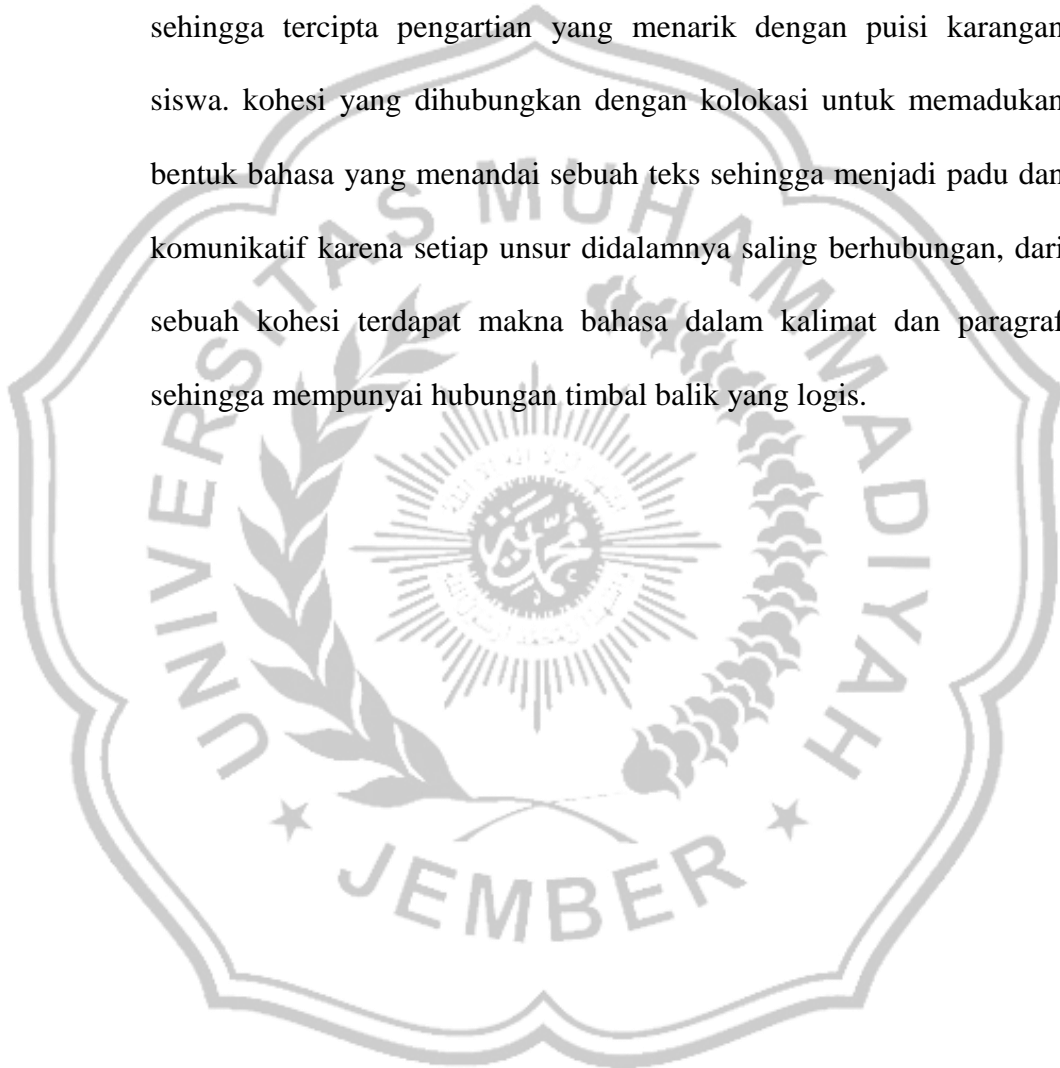 sehingga tercipta pengartian yang menarik dengan puisi karangan
siswa. kohesi yang dihubungkan dengan kolokasi untuk memadukan
bentuk bahasa yang menandai sebuah teks sehingga menjadi padu dan
komunikatif karena setiap unsur didalamnya saling berhubungan, dari
sebuah kohesi terdapat makna bahasa dalam kalimat dan paragraf
sehingga mempunyai hubungan timbal balik yang logis.
UNIVERSITAS MUHAMMADIYAH
JEMBER